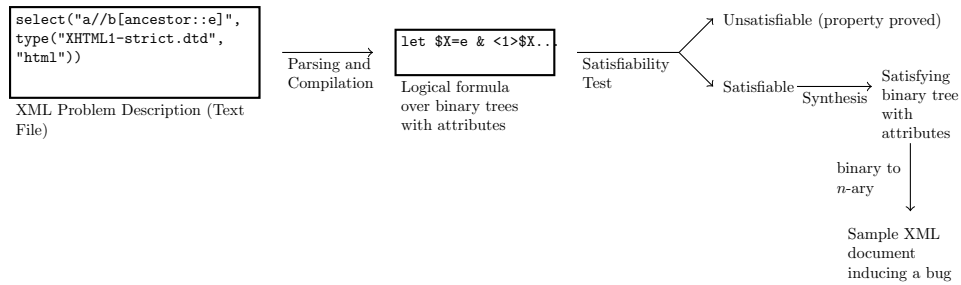 select("a//b[ancestor::e]",
type("XHTML1-strict.dtd",
"html"))
XML Problem Description (Text
File)
Parsing and
Compilation
let $X=e & <1>$X...
Logical formula
over binary trees
with attributes
Satisfiability
Test
Unsatisfiable (property proved)
Satisfiable
Synthesis
Satisfying
binary tree
with
attributes
binary to
n-ary
Sample XML
document
inducing a bug